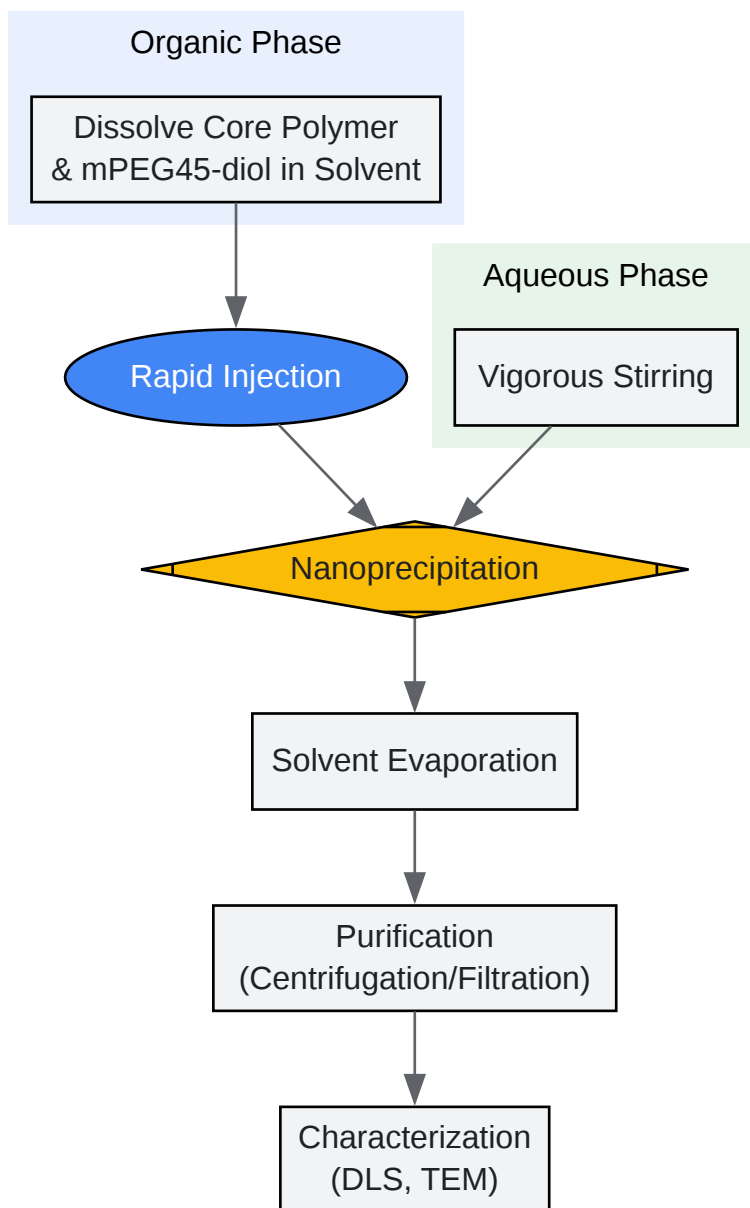 Organic Phase
Dissolve Core Polymer
& mPEG45-diol in Solvent
Aqueous Phase
Rapid Injection
Vigorous Stirring
Nanoprecipitation
Solvent Evaporation
Purification
(Centrifugation/Filtration)
Characterization
(DLS, TEM)